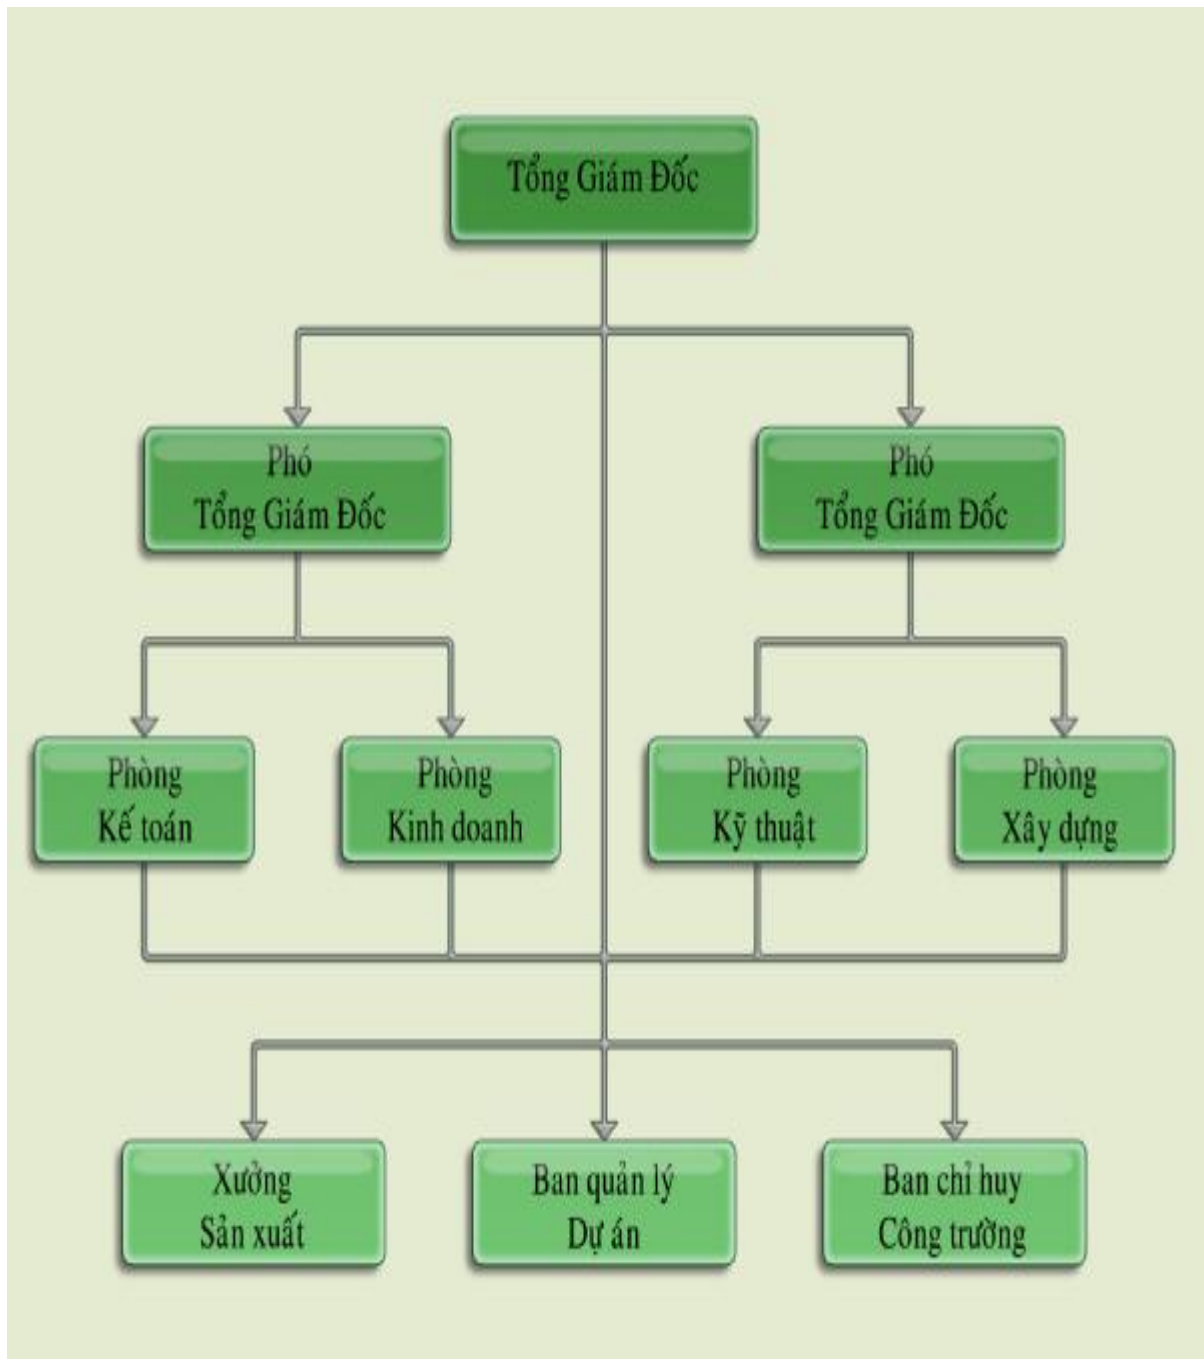 Tổng Giám Đốc
Phó
Tổng Giám Đốc
Phó
Tổng Giám Đốc
Phòng
Kế toán
Phòng
Kinh doanh
Phòng
Kỹ thuật
Phòng
Xây dựng
Xưởng
Sản xuất
Ban quản lý
Dự án
Ban chỉ huy
Công trường